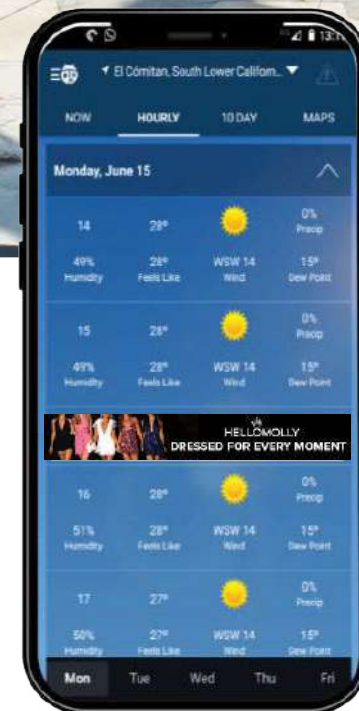 13:1
El Cómitan, South Lower Californ...
NOW HOURLY 10 DAY MAPS
Monday, June 15
14 28° 0%
Precip
49% 28° WSW 14 15°
Humidity Feels Like Wind Dew Point
15 28° 0%
Precip
49% 28° WSW 14 15°
Humidity Feels Like Wind Dew Point
HELLOMOLLY
DRESSED FOR EVERY MOMENT
16 28° 0%
Precip
51% 28° WSW 14 15°
Humidity Feels Like Wind Dew Point
17 27° 0%
Precip
50% 27° WSW 14 15°
Humidity Feels Like Wind Dew Point
Mon Tue Wed Thu Fri